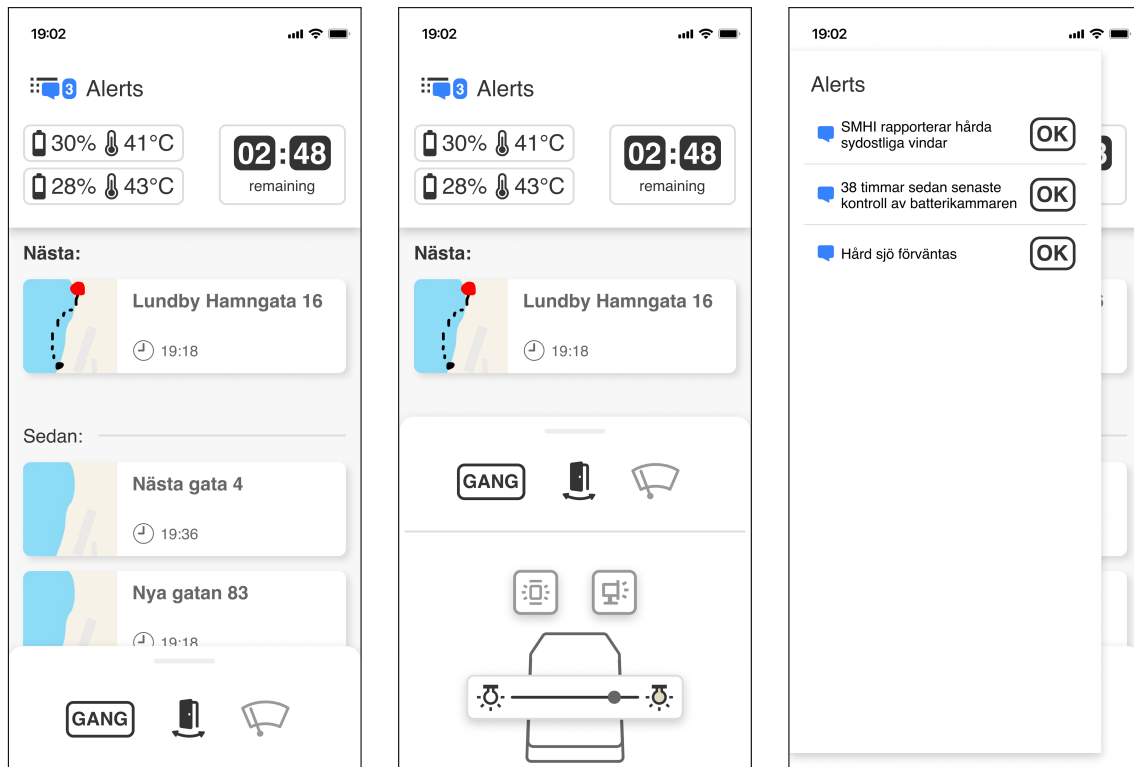 19:02
3 Alerts
30% 41°C
28% 43°C
02:48
remaining
Nästa:
Lundby Hamngata 16
19:18
Sedan:
Nästa gata 4
19:36
Nya gatan 83
19:18
GANG
19:02
3 Alerts
30% 41°C
28% 43°C
02:48
remaining
Nästa:
Lundby Hamngata 16
19:18
GANG
19:02
Alerts
SMHI rapporterar hårda
sydostliga vindar
OK
38 timmar sedan senaste
kontroll av batterikammaren
OK
Hård sjö förväntas
OK